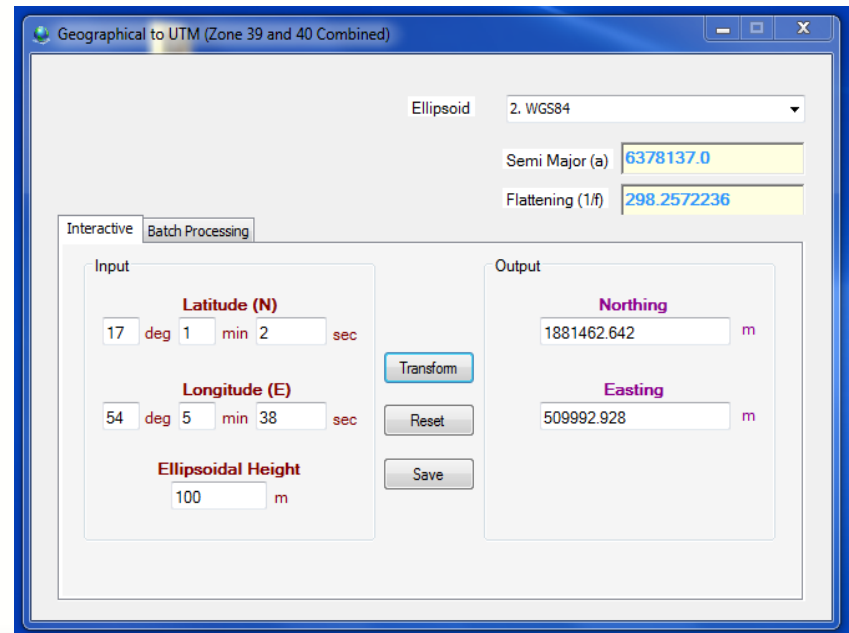 Geographical to UTM (Zone 39 and 40 Combined)
Ellipsoid 2. WGS84
Semi Major (a) 6378137.0
Flattening (1/f) 298.2572236
Interactive Batch Processing
Input
Latitude (N)
17 deg 1 min 2 sec
Longitude (E)
54 deg 5 min 38 sec
Ellipsoidal Height
100 m
Transform
Reset
Save
Output
Northing
1881462.642 m
Easting
509992.928 m